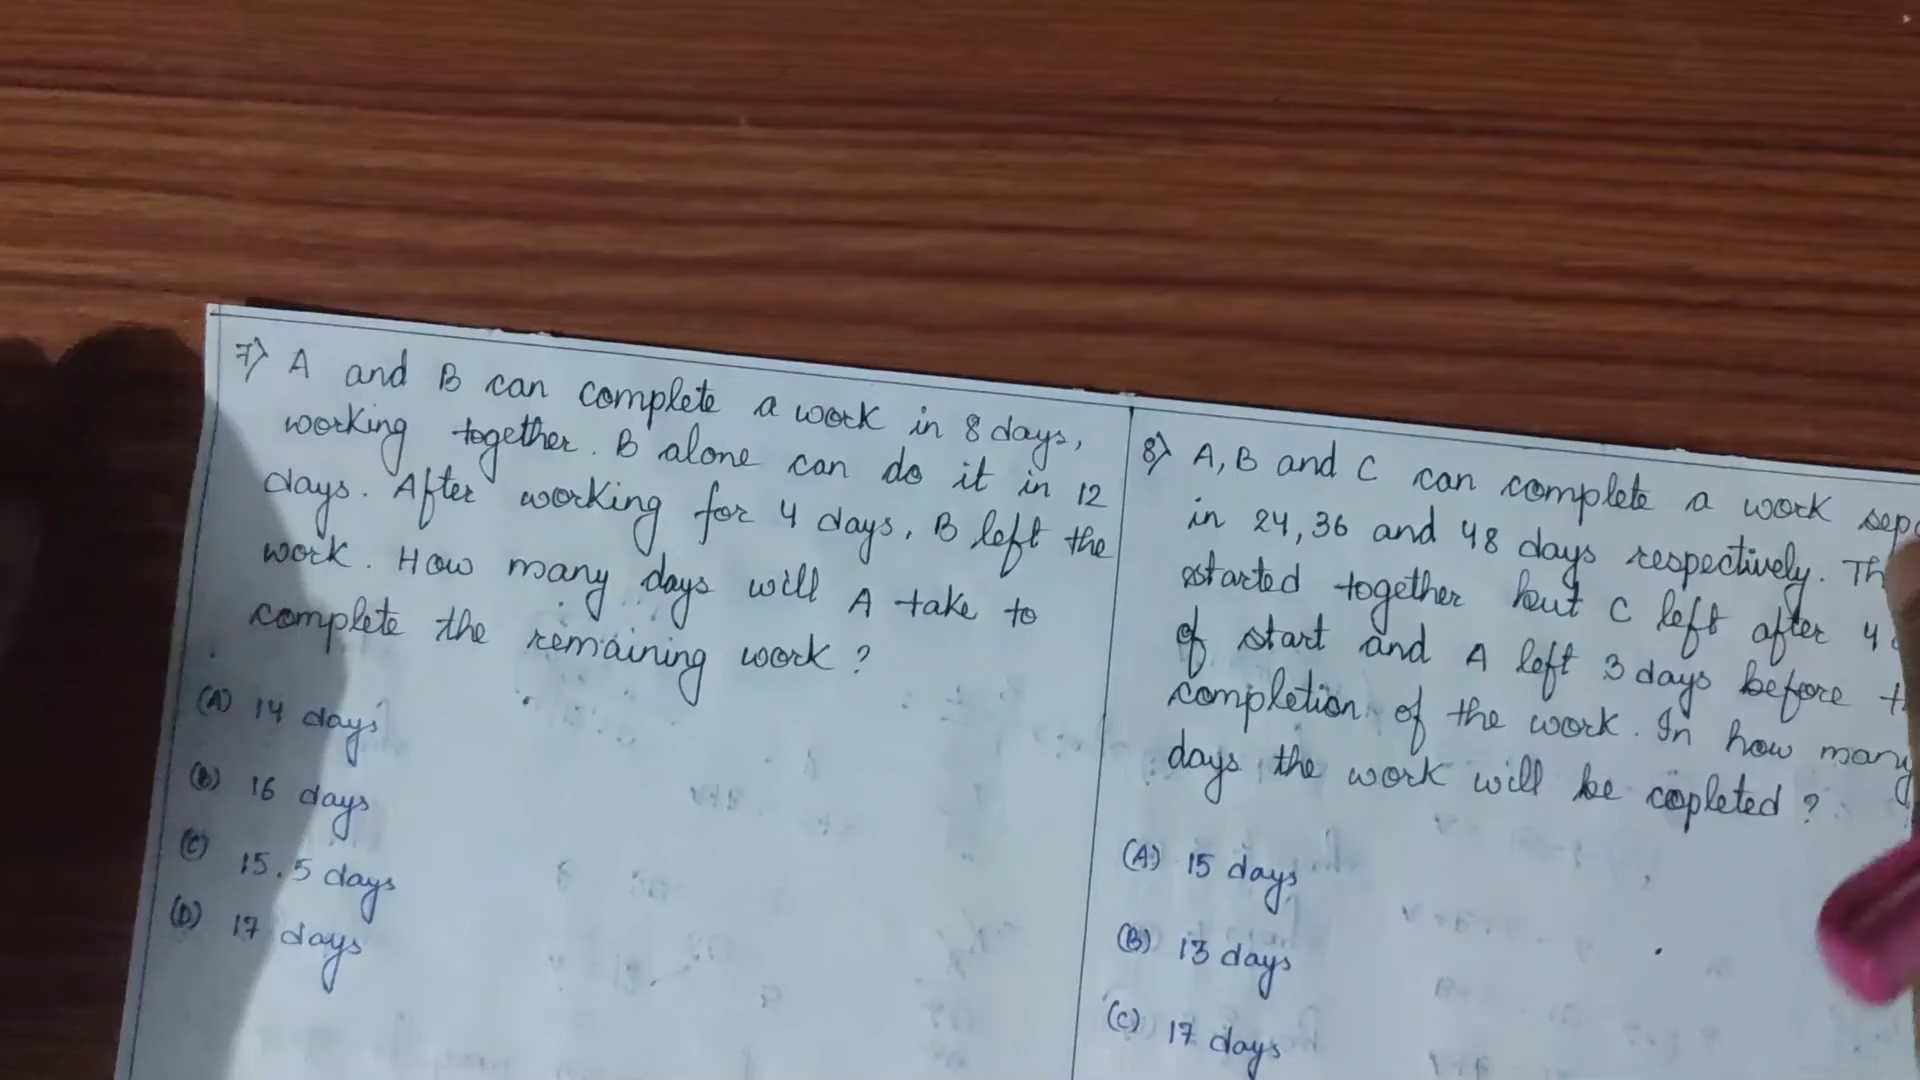 7) A and B can complete a work in 8 days,
working together. B alone can do it in 12
days. After working for 4 days, B left the
work. How many days will A take to
complete the remaining work?
(A) 14 days
(B) 16 days
(C) 15.5 days
(D) 17 days
8) A, B and C can complete a work
in 24, 36 and 48 days respectively.
started together but C left after 4
of start and A left 3 days before
completion of the work. In how many
days the work will be copleted?
(A) 15 days
(B) 13 days
(C) 17 days